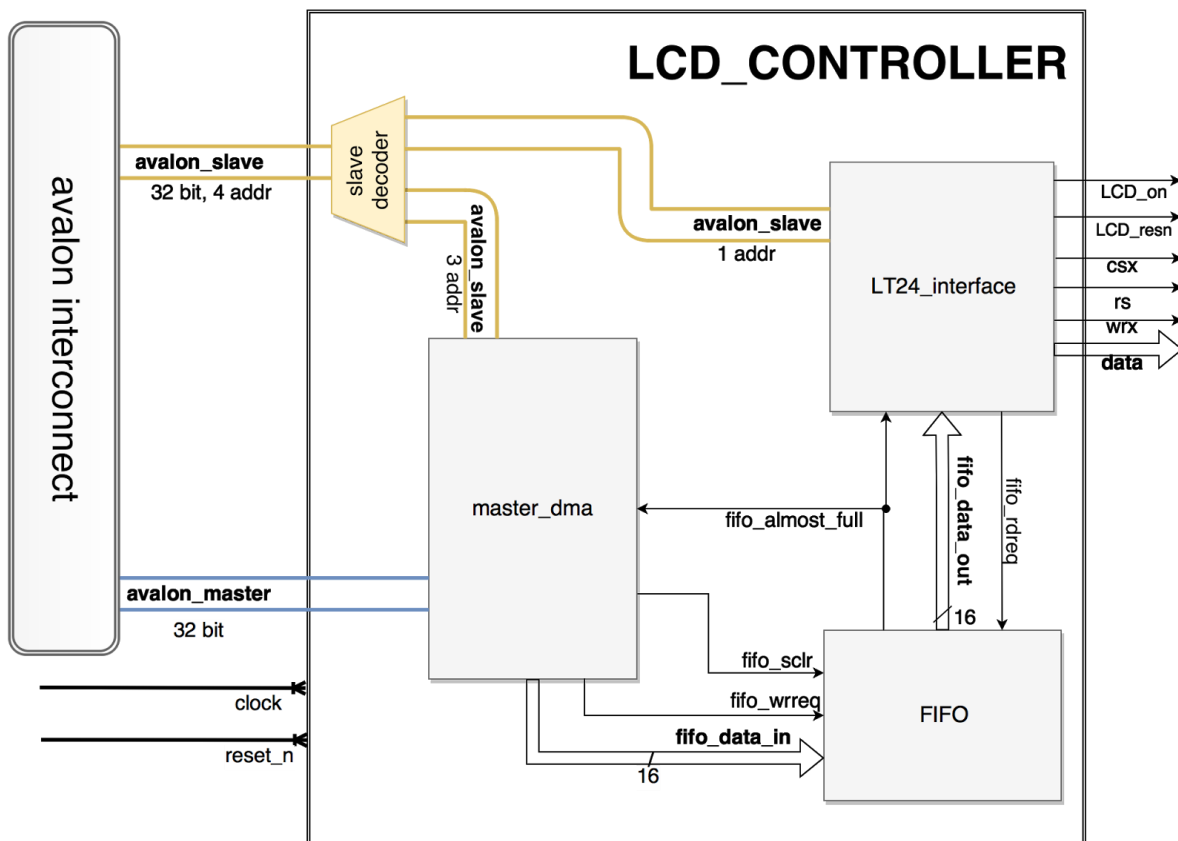 LCD_CONTROLLER
avalon interconnect
avalon_slave
32 bit, 4 addr
slave
decoder
avalon_slave
3 addr
avalon_slave
1 addr
LT24_interface
LCD_on
LCD_resn
csx
rs
wrx
data
master_dma
fifo_almost_full
fifo_data_out
16
fifo_rdreq
avalon_master
32 bit
fifo_sclr
fifo_wrreq
fifo_data_in
16
FIFO
clock
reset_n